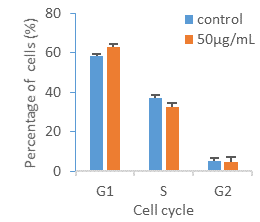 Percentage of cells (%)
80
60
40
20
0
control
50µg/mL
G1 S G2
Cell cycle